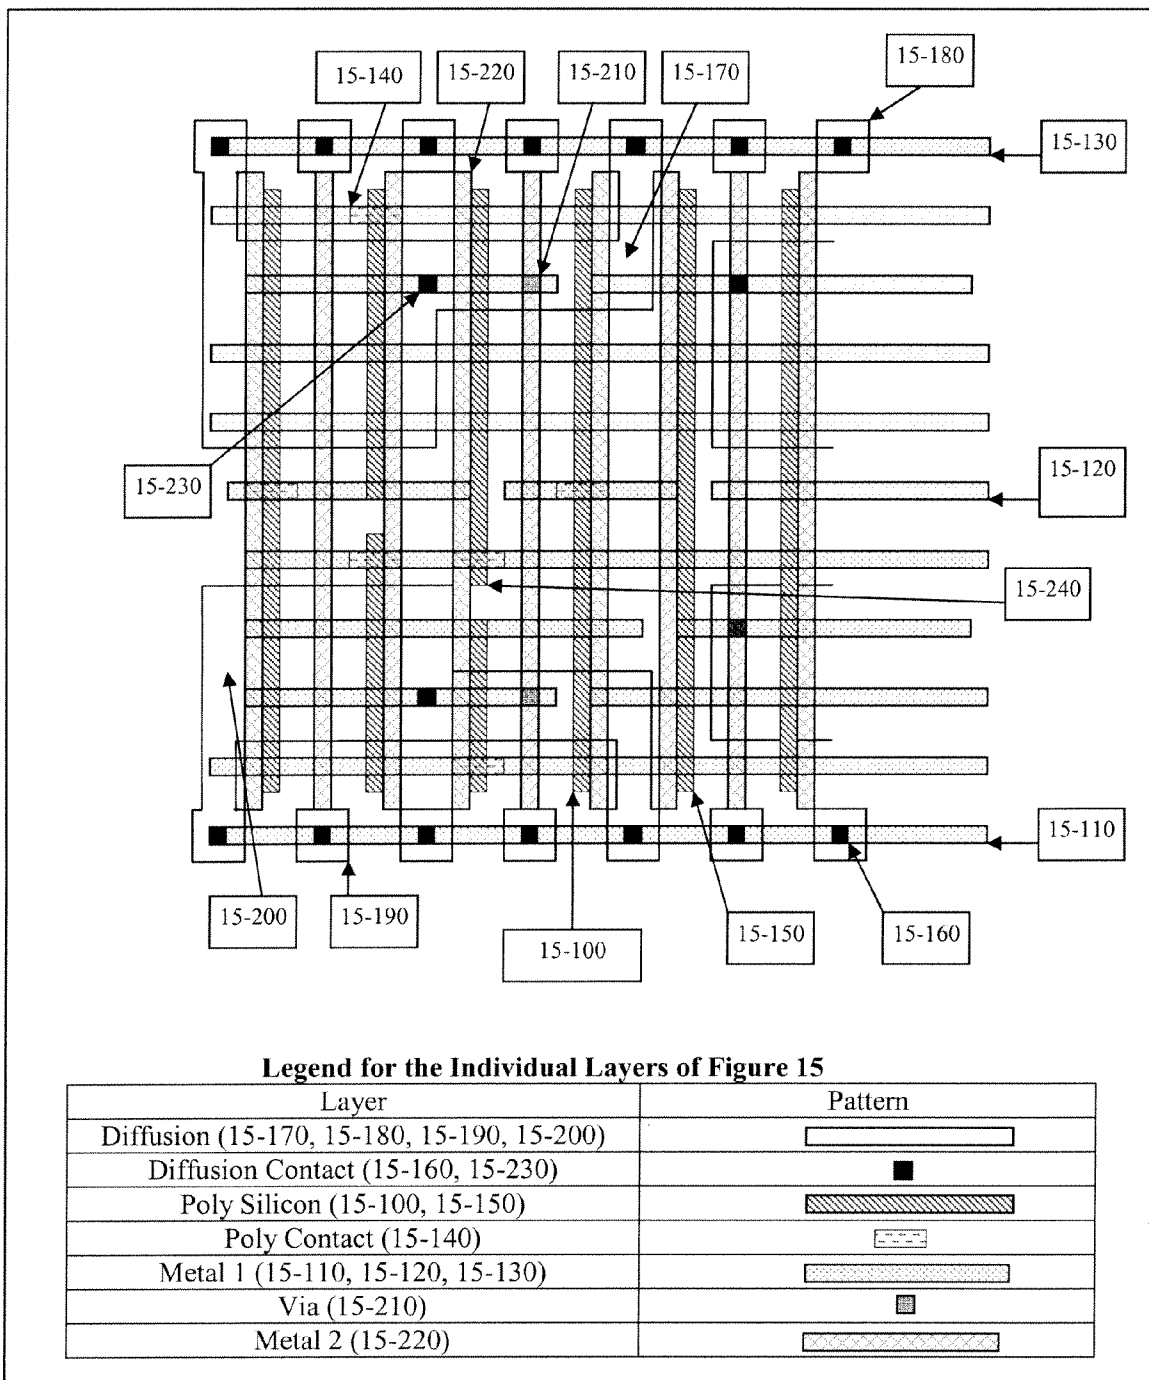 15-180
15-140
15-220
15-210
15-170
15-130
15-230
15-120
15-240
15-110
15-200
15-190
15-100
15-150
15-160
Legend for the Individual Layers of Figure 15
Layer Pattern
Diffusion (15-170, 15-180, 15-190, 15-200)
Diffusion Contact (15-160, 15-230)
Poly Silicon (15-100, 15-150)
Poly Contact (15-140)
Metal 1 (15-110, 15-120, 15-130)
Via (15-210)
Metal 2 (15-220)